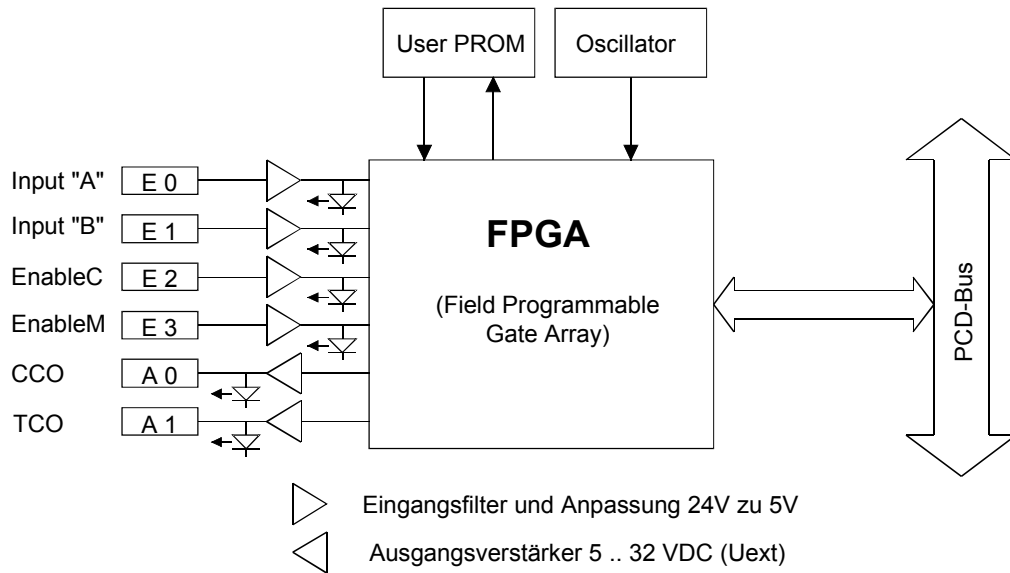 User PROM
Oscillator
Input "A"
E 0
Input "B"
E 1
EnableC
E 2
EnableM
E 3
CCO
A 0
TCO
A 1
FPGA
(Field Programmable
Gate Array)
PCD-Bus
Eingangsfilter und Anpassung 24V zu 5V
Ausgangsverstärker 5 .. 32 VDC (Uext)